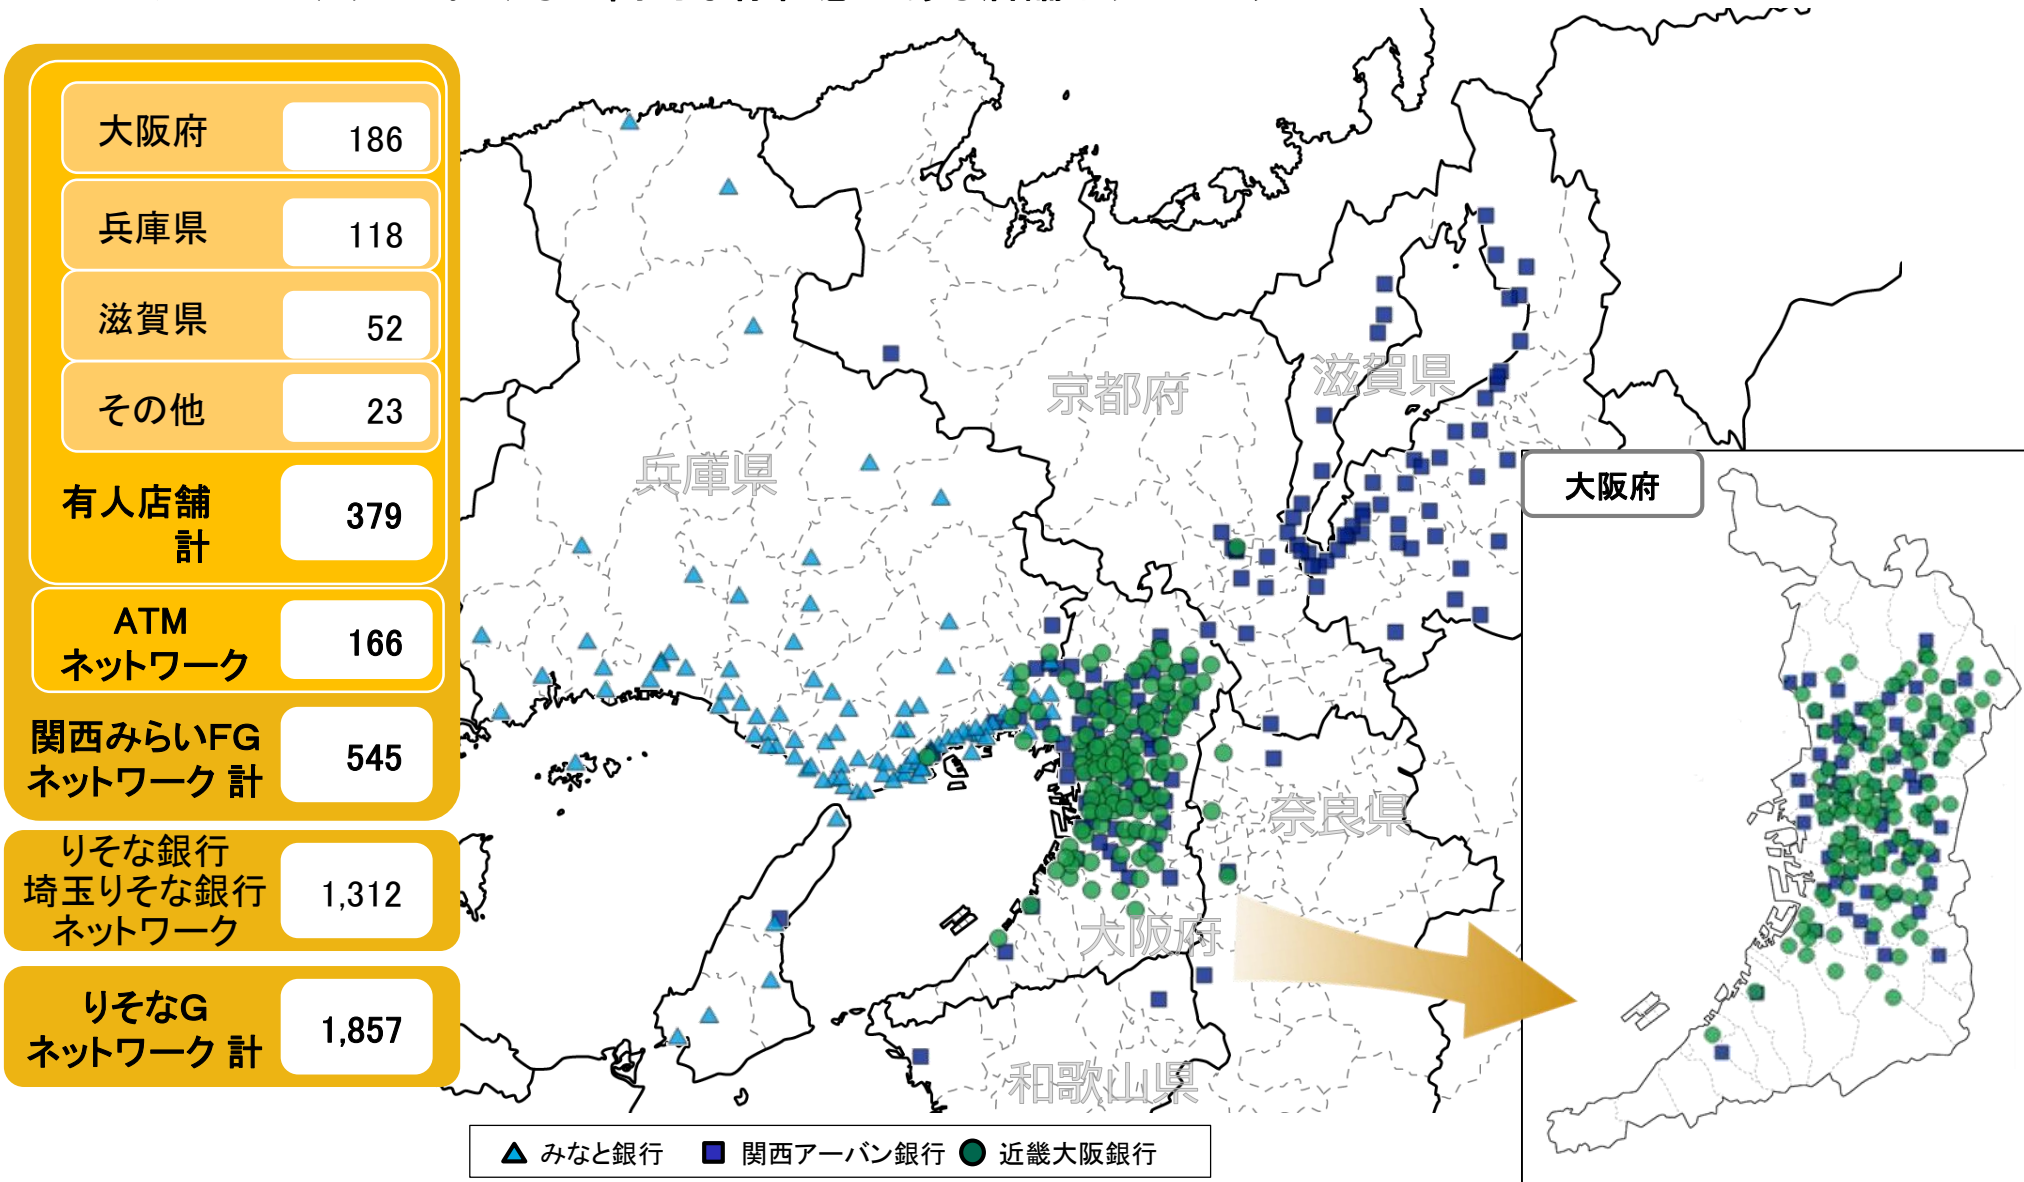 大阪府
186
兵庫県
118
滋賀県
52
その他
23
有人店舗
計
379
ATM
ネットワーク
166
関西みらいFG
ネットワーク 計
545
りそな銀行
埼玉りそな銀行
ネットワーク
1,312
りそなG
ネットワーク 計
1,857
京都府
滋賀県
兵庫県
奈良県
大阪府
和歌山県
大阪府
みなと銀行
関西アーバン銀行
近畿大阪銀行